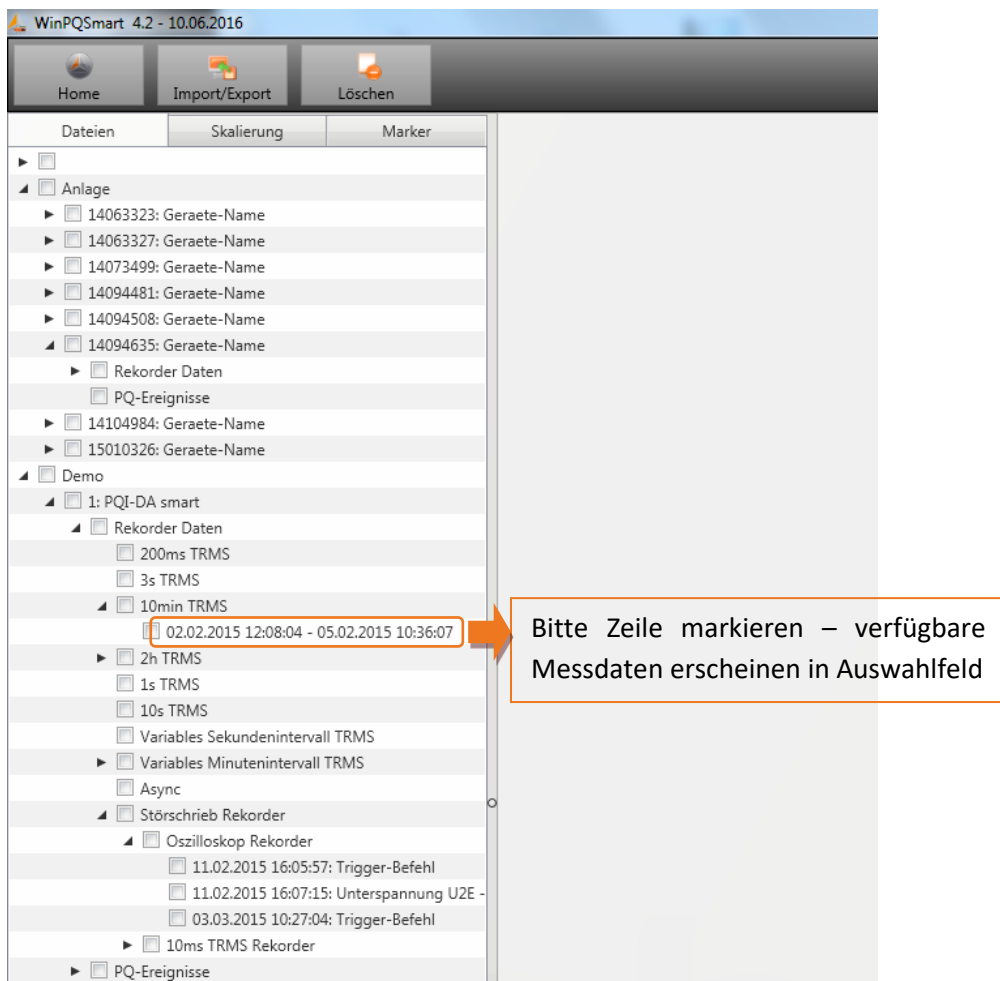 WinPQSmart 4.2 - 10.06.2016
Home Import/Export Löschen
Dateien Skalierung Marker
Anlage
14063323: Geraete-Name
14063327: Geraete-Name
14073499: Geraete-Name
14094481: Geraete-Name
14094508: Geraete-Name
14094635: Geraete-Name
Rekorder Daten
PQ-Ereignisse
14104984: Geraete-Name
15010326: Geraete-Name
Demo
1: PQI-DA smart
Rekorder Daten
200ms TRMS
3s TRMS
10min TRMS
02.02.2015 12:08:04 - 05.02.2015 10:36:07
2h TRMS
1s TRMS
10s TRMS
Variables Sekundenintervall TRMS
Variables Minutenintervall TRMS
Async
Störschrieb Rekorder
Oszilloskop Rekorder
11.02.2015 16:05:57: Trigger-Befehl
11.02.2015 16:07:15: Unterspannung U2E -
03.03.2015 10:27:04: Trigger-Befehl
10ms TRMS Rekorder
PQ-Ereignisse
Bitte Zeile markieren – verfügbare
Messdaten erscheinen in Auswahlfeld